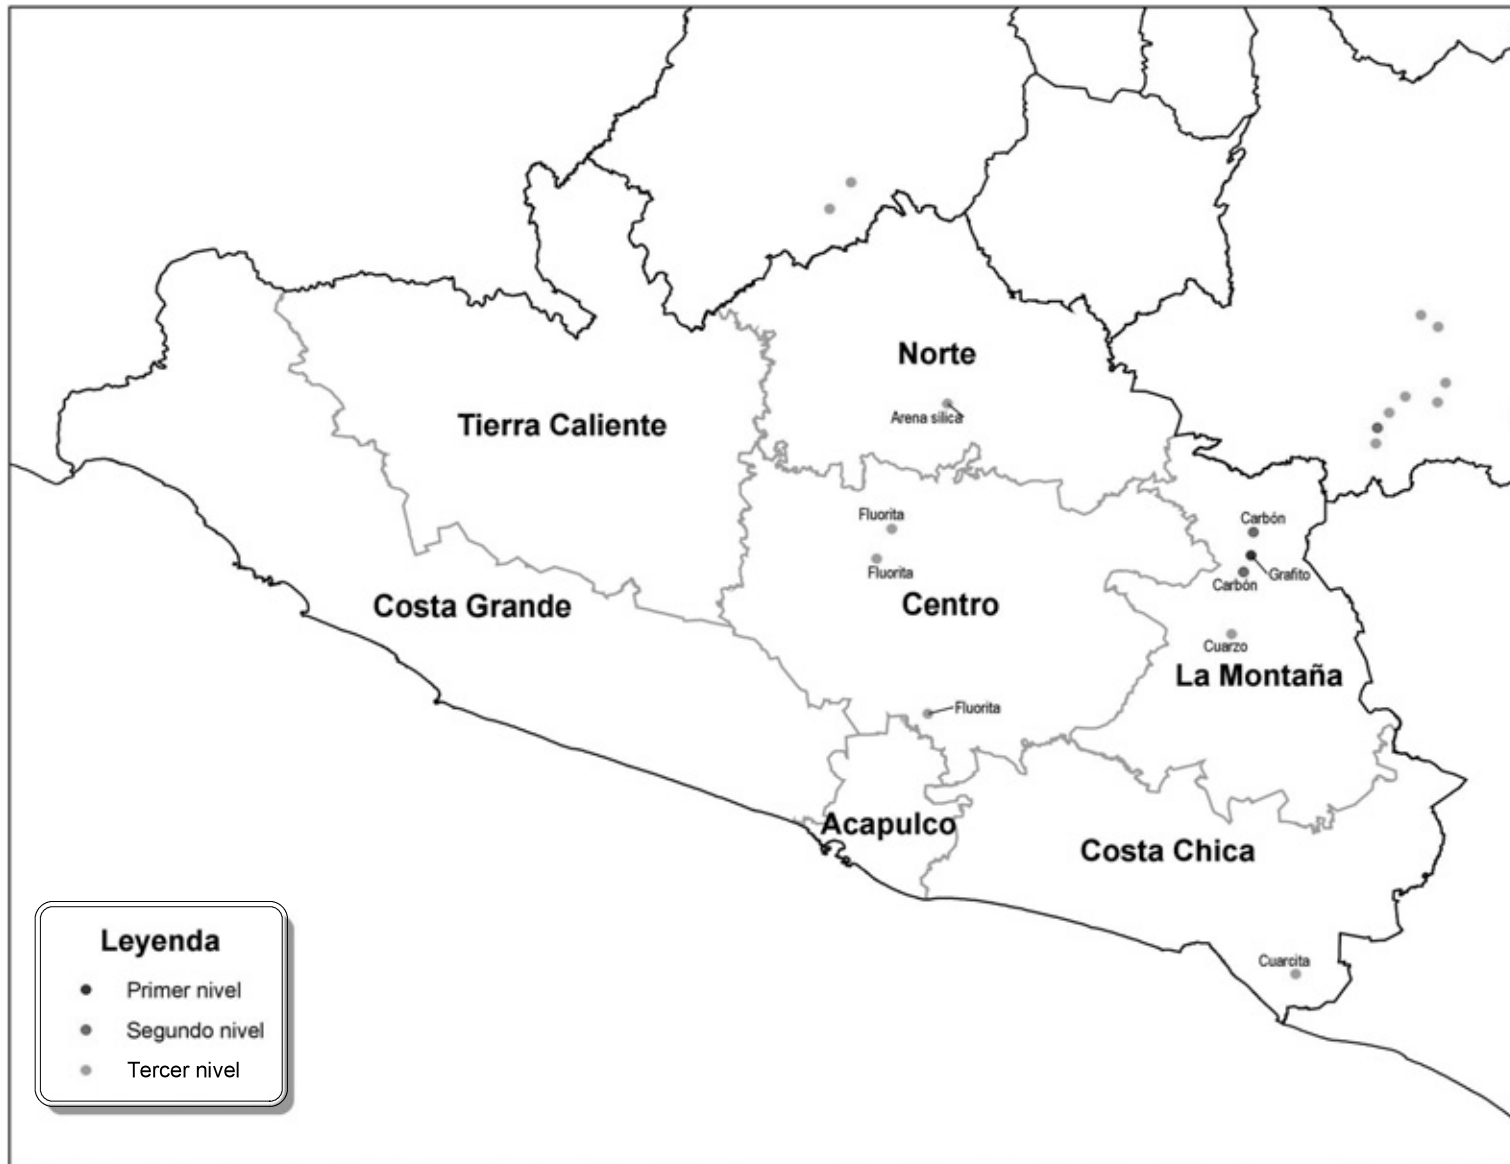 Norte
Arena silica
Tierra Caliente
Fluorita
Fluorita
Carbón
Grafito
Carbón
Costa Grande
Centro
Cuarzo
La Montaña
Fluorita
Acapulco
Costa Chica
Cuarcita
Leyenda
Primer nivel
Segundo nivel
Tercer nivel